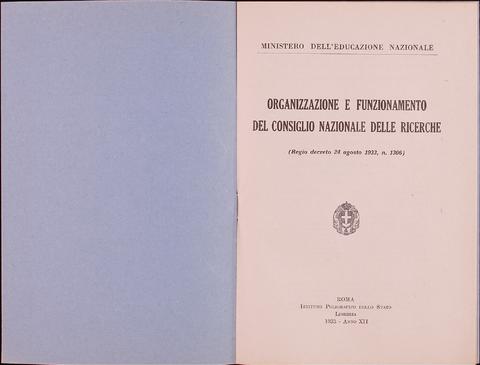 MINISTERO DELL'EDUCAZIONE NAZIONALE
ORGANIZZAZIONE E FUNZIONAMENTO
DEL CONSIGLIO NAZIONALE DELLE RICERCHE
(Regio decreto 24 agosto 1933, n. 1306)
ROMA
ISTITUTO POLIGRAFICO DELLO STATO
LIBRERIA
1933 - ANNO XII